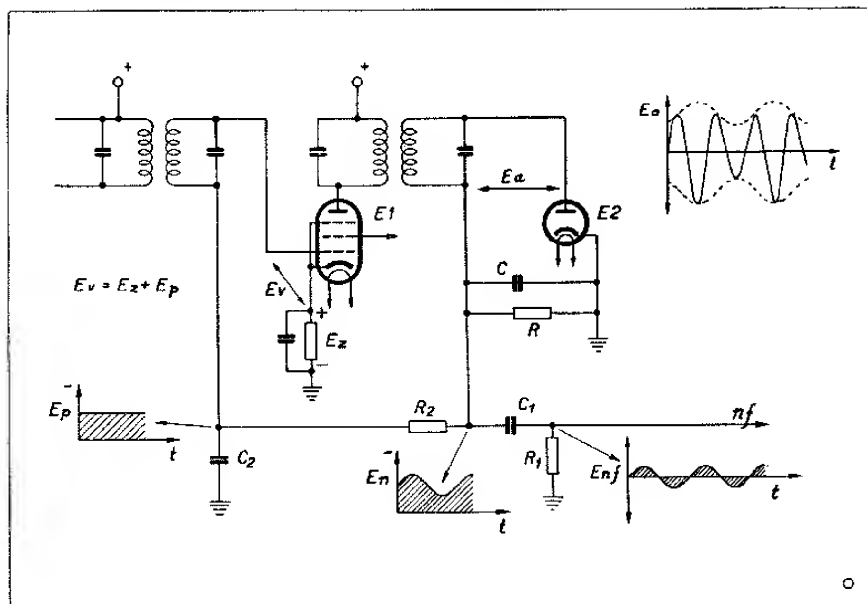 +
+
Ea
t
E1
Ea
E2
Ev = Ez + Ep
Ev
+
Ez
−
C
R
−
Ep
t
C2
R2
C1
nf
−
En
t
R1
Enf
t